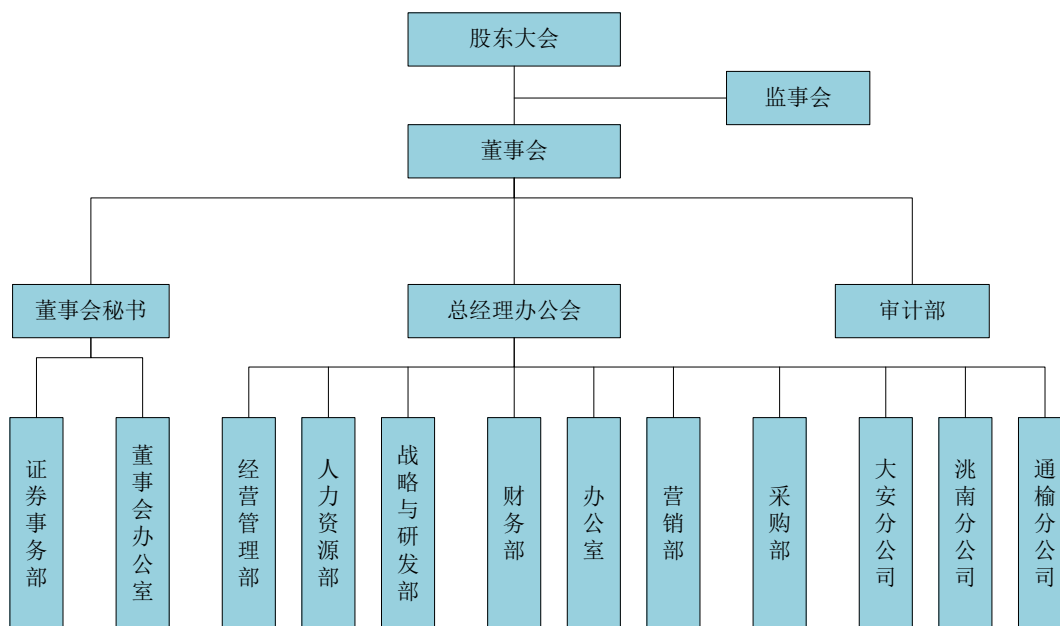 股东大会
监事会
董事会
董事会秘书
总经理办公会
审计部
证券事务部
董事会办公室
经营管理部
人力资源部
战略与研发部
财务部
办公室
营销部
采购部
大安分公司
洮南分公司
通榆分公司